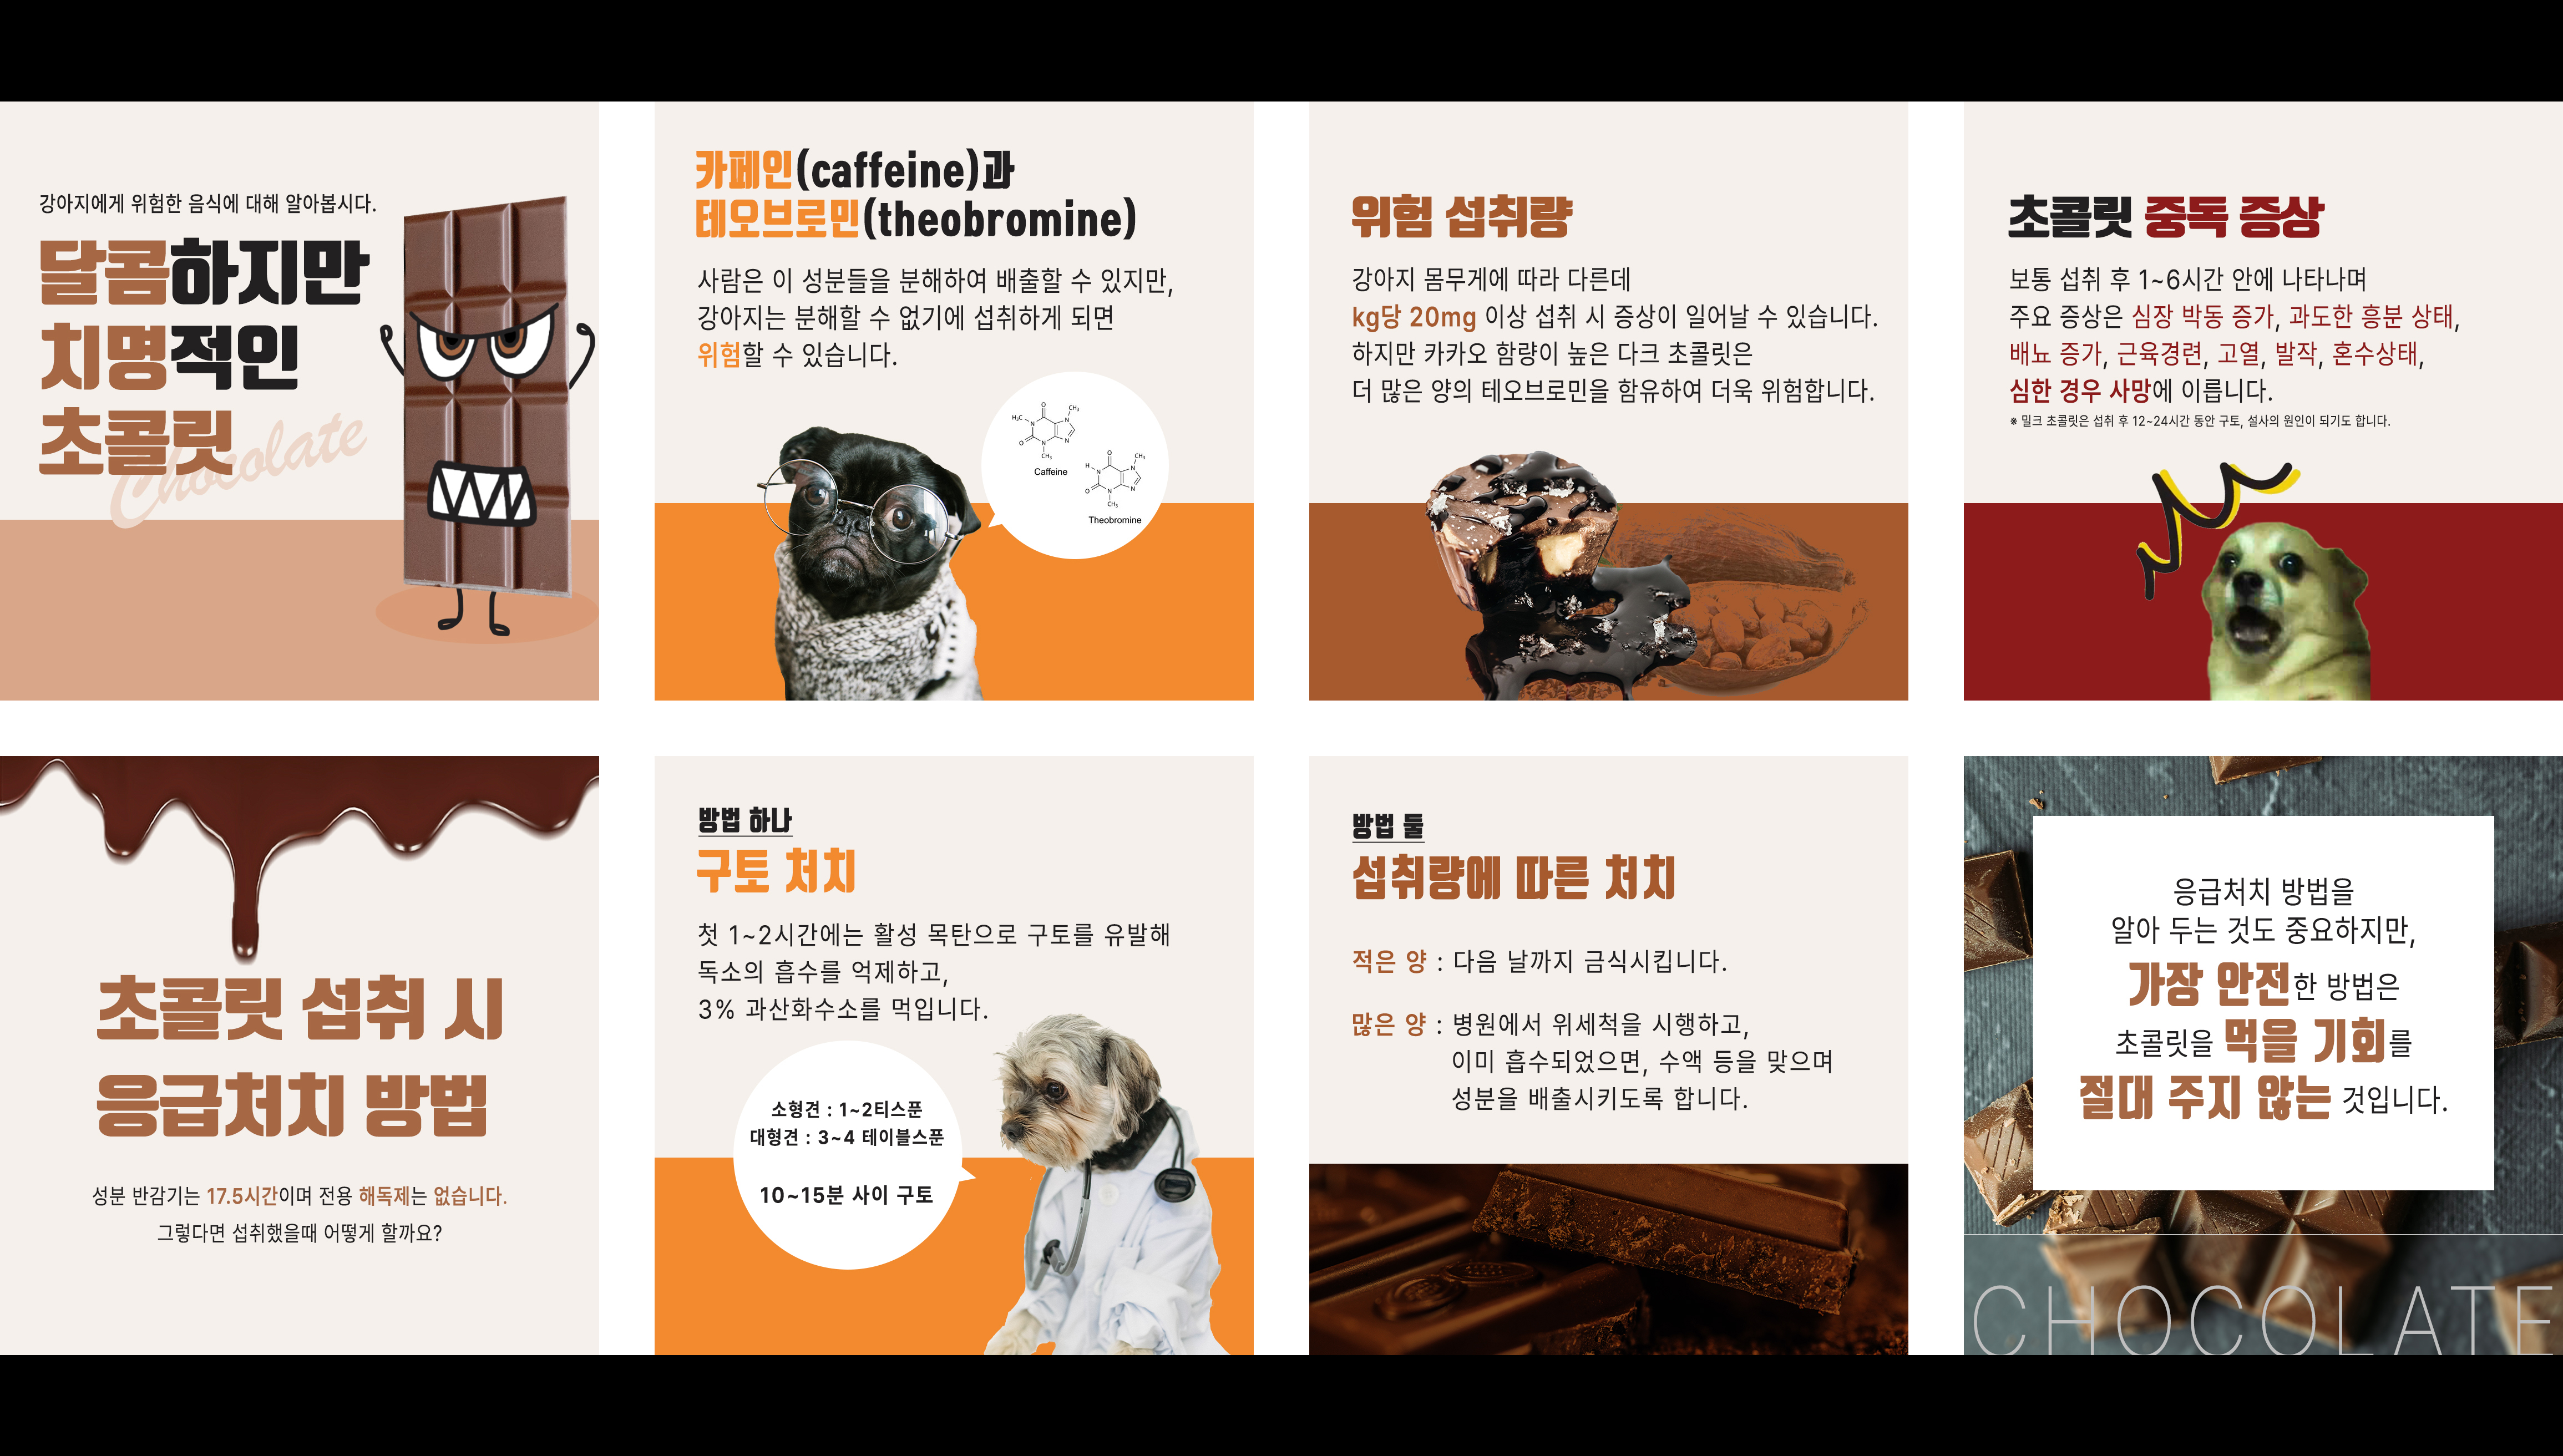 강아지에게 위험한 음식에 대해 알아봅시다.
달콤하지만
치명적인
초콜릿
Chocolate
카페인(caffeine)과
테오브로민(theobromine)
사람은 이 성분들을 분해하여 배출할 수 있지만,
강아지는 분해할 수 없기에 섭취하게 되면
위험할 수 있습니다.
O
CH₃
H₃C
N
N
O
N
N
CH₃
Caffeine
O
CH₃
H
N
N
O
N
N
CH₃
Theobromine
위험 섭취량
강아지 몸무게에 따라 다른데
kg당 20mg 이상 섭취 시 증상이 일어날 수 있습니다.
하지만 카카오 함량이 높은 다크 초콜릿은
더 많은 양의 테오브로민을 함유하여 더욱 위험합니다.
초콜릿 중독 증상
보통 섭취 후 1~6시간 안에 나타나며
주요 증상은 심장 박동 증가, 과도한 흥분 상태,
배뇨 증가, 근육경련, 고열, 발작, 혼수상태,
심한 경우 사망에 이릅니다.
※ 밀크 초콜릿은 섭취 후 12~24시간 동안 구토, 설사의 원인이 되기도 합니다.
초콜릿 섭취 시
응급처치 방법
성분 반감기는 17.5시간이며 전용 해독제는 없습니다.
그렇다면 섭취했을때 어떻게 할까요?
방법 하나
구토 처치
첫 1~2시간에는 활성 목탄으로 구토를 유발해
독소의 흡수를 억제하고,
3% 과산화수소를 먹입니다.
소형견 : 1~2티스푼
대형견 : 3~4 테이블스푼
10~15분 사이 구토
방법 둘
섭취량에 따른 처치
적은 양 : 다음 날까지 금식시킵니다.
많은 양 : 병원에서 위세척을 시행하고,
이미 흡수되었으면, 수액 등을 맞으며
성분을 배출시키도록 합니다.
응급처치 방법을
알아 두는 것도 중요하지만,
가장 안전한 방법은
초콜릿을 먹을 기회를
절대 주지 않는 것입니다.
CHOCOLATE